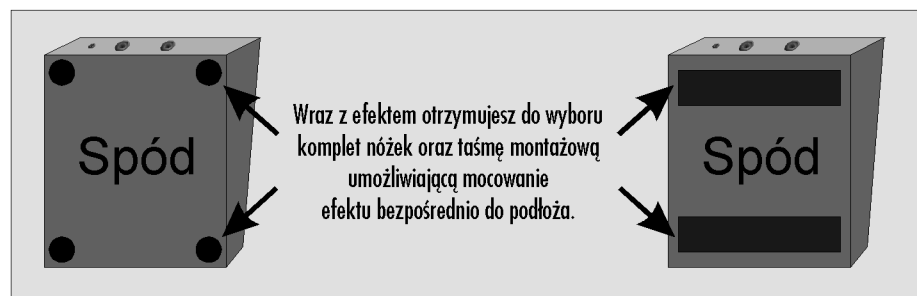 Spód
Wraz z efektem otrzymujesz do wyboru
komplet nóżek oraz taśmę montażową
umożliwiającą mocowanie
efektu bezpośrednio do podłoża.
Spód